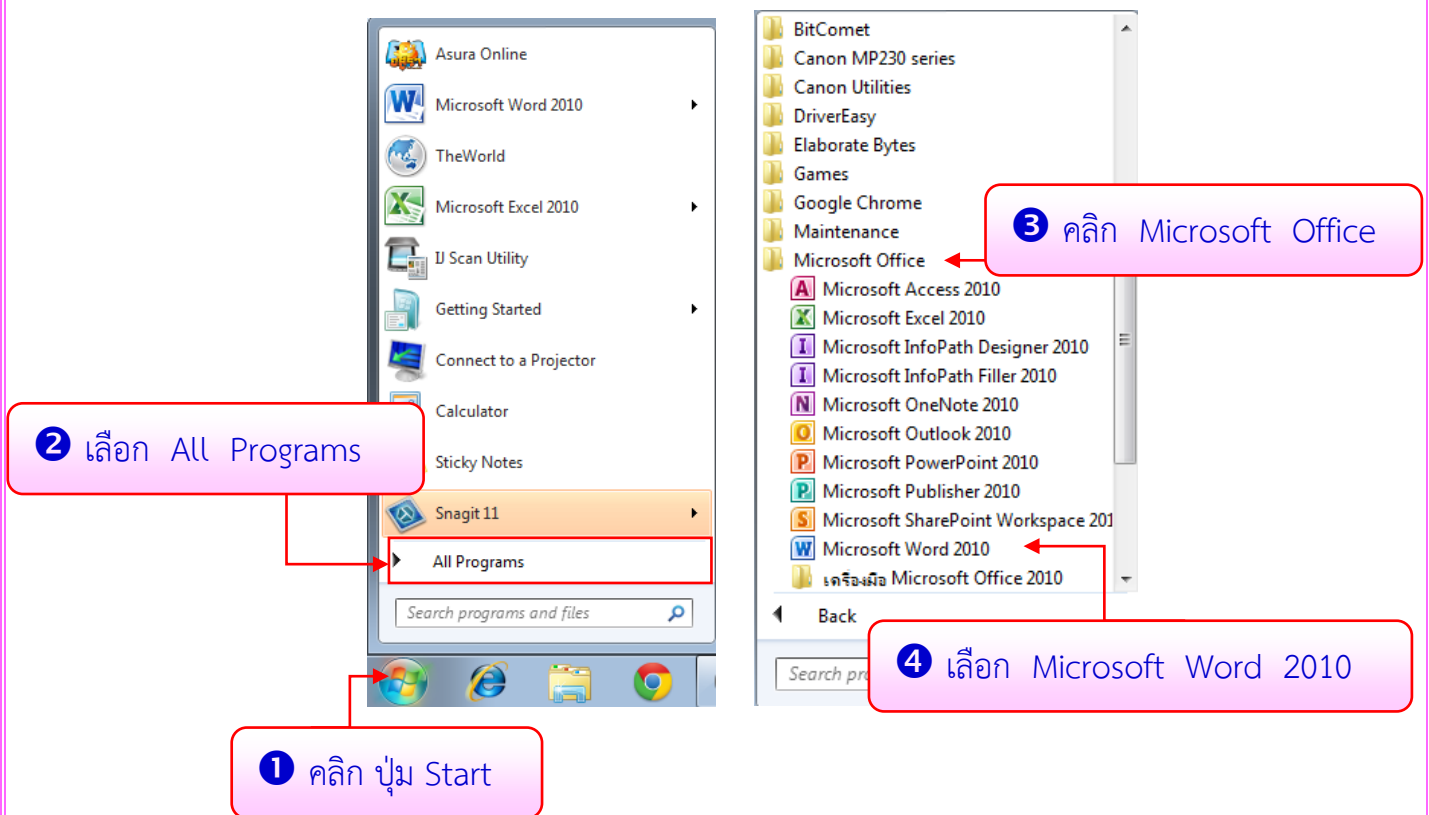 Asura Online
Microsoft Word 2010
TheWorld
Microsoft Excel 2010
IJ Scan Utility
Getting Started
Connect to a Projector
Calculator
❷ เลือก All Programs
Sticky Notes
Snagit 11
All Programs
Search programs and files
❶ คลิก ปุ่ม Start
BitComet
Canon MP230 series
Canon Utilities
DriverEasy
Elaborate Bytes
Games
Google Chrome
Maintenance
❸ คลิก Microsoft Office
Microsoft Office
Microsoft Access 2010
Microsoft Excel 2010
Microsoft InfoPath Designer 2010
Microsoft InfoPath Filler 2010
Microsoft OneNote 2010
Microsoft Outlook 2010
Microsoft PowerPoint 2010
Microsoft Publisher 2010
Microsoft SharePoint Workspace 201
Microsoft Word 2010
เครื่องมือ Microsoft Office 2010
Back
❹ เลือก Microsoft Word 2010
Search pr